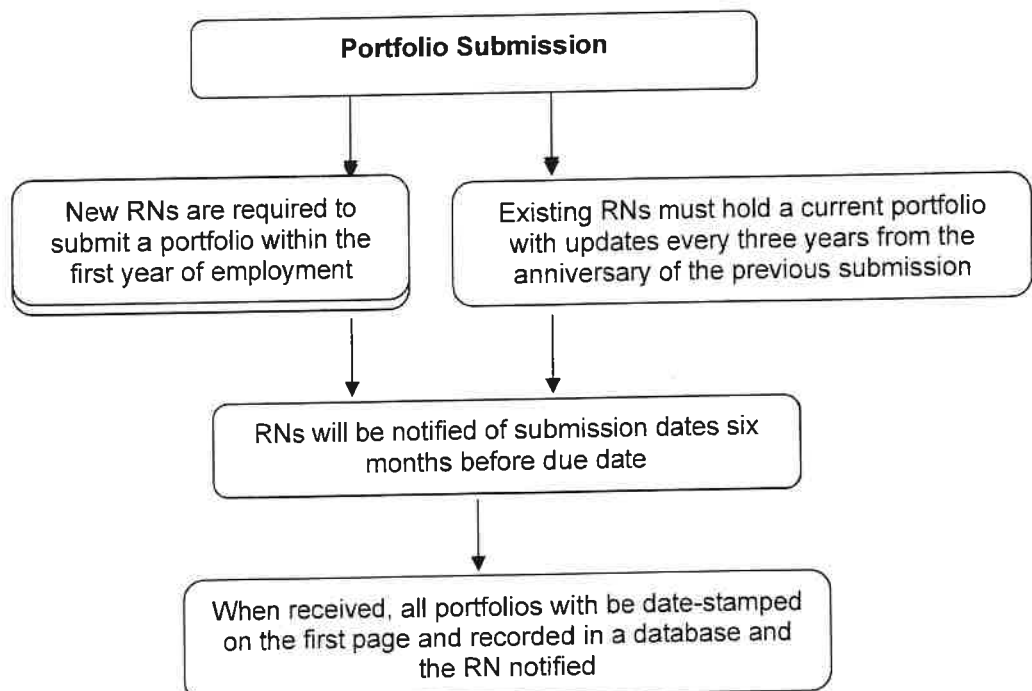 Portfolio Submission
New RNs are required to
submit a portfolio within the
first year of employment
Existing RNs must hold a current portfolio
with updates every three years from the
anniversary of the previous submission
RNs will be notified of submission dates six
months before due date
When received, all portfolios with be date-stamped
on the first page and recorded in a database and
the RN notified